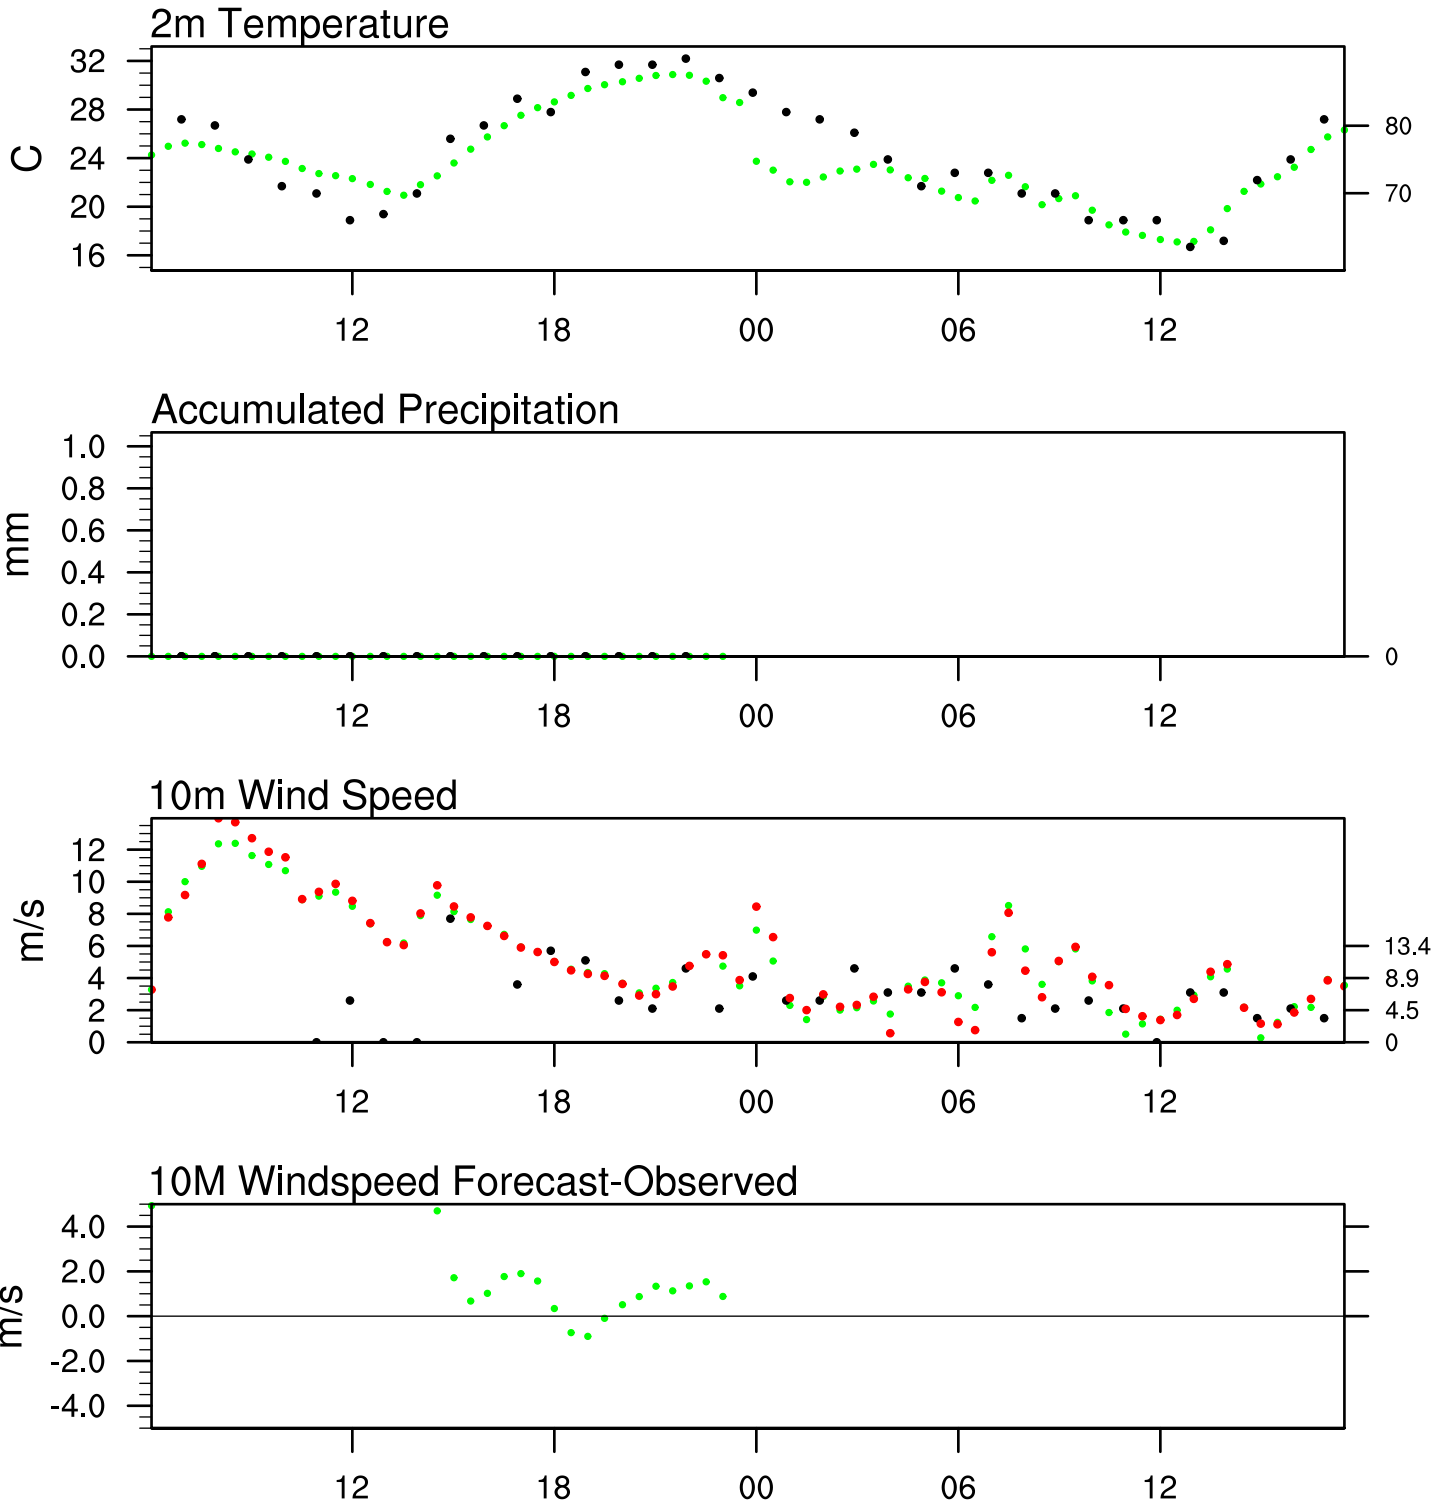 2m Temperature
32
28
24
20
16
C
80
70
12 18 00 06 12
Accumulated Precipitation
1.0
0.8
0.6
0.4
0.2
0.0
mm
0
12 18 00 06 12
10m Wind Speed
12
10
8
6
4
2
0
m/s
13.4
8.9
4.5
0
12 18 00 06 12
10M Windspeed Forecast-Observed
4.0
2.0
0.0
-2.0
-4.0
m/s
12 18 00 06 12